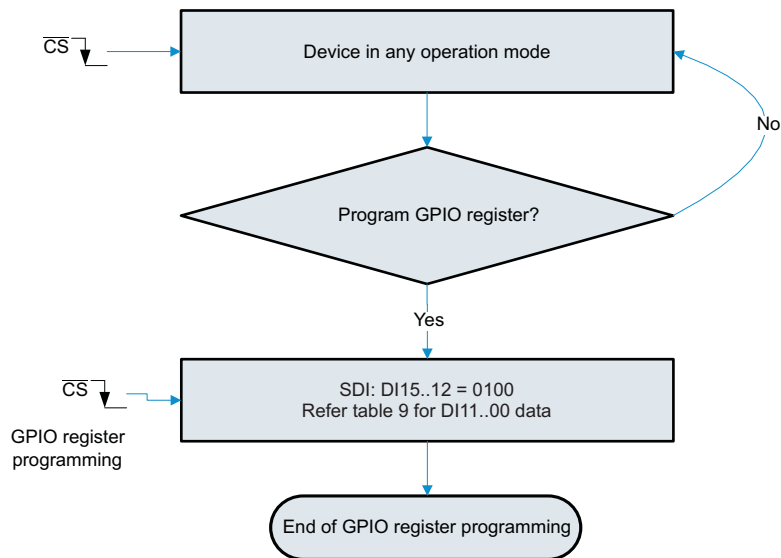 CS
Device in any operation mode
No
Program GPIO register?
Yes
CS
SDI: DI15..12 = 0100
Refer table 9 for DI11..00 data
GPIO register
programming
End of GPIO register programming